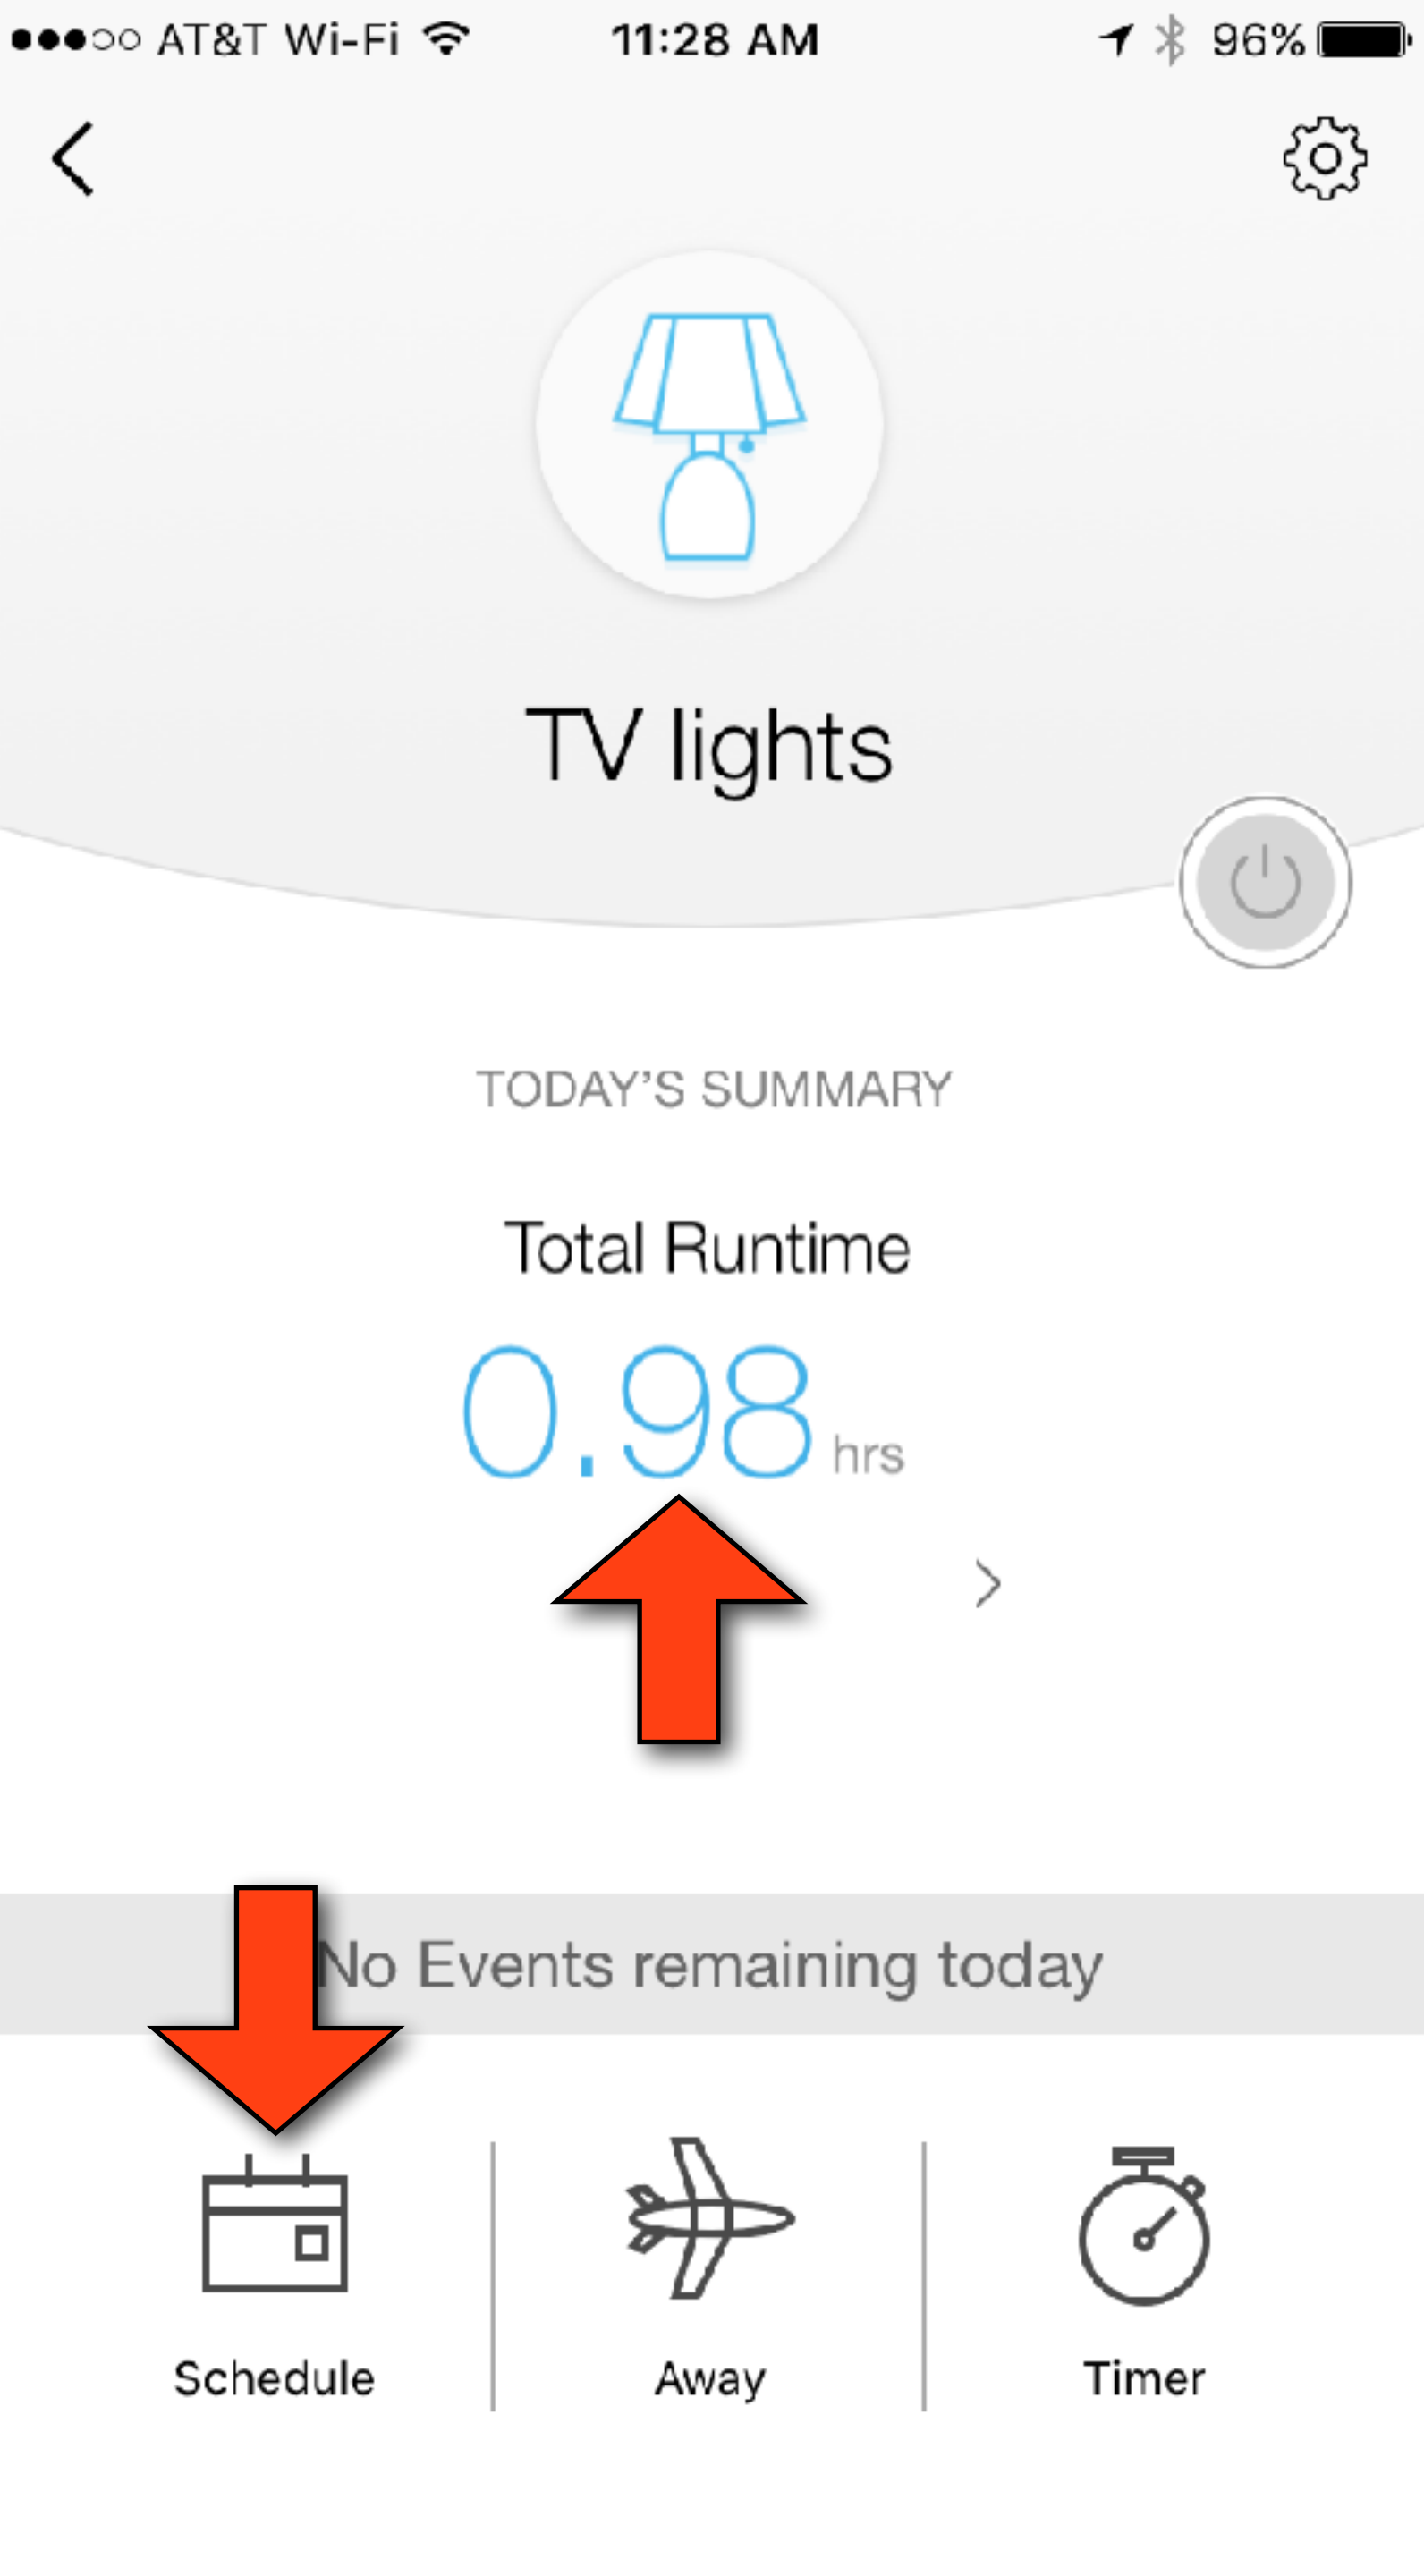 AT&T Wi-Fi 11:28 AM 96%
TV lights
TODAY'S SUMMARY
Total Runtime
0.98 hrs
No Events remaining today
Schedule Away Timer